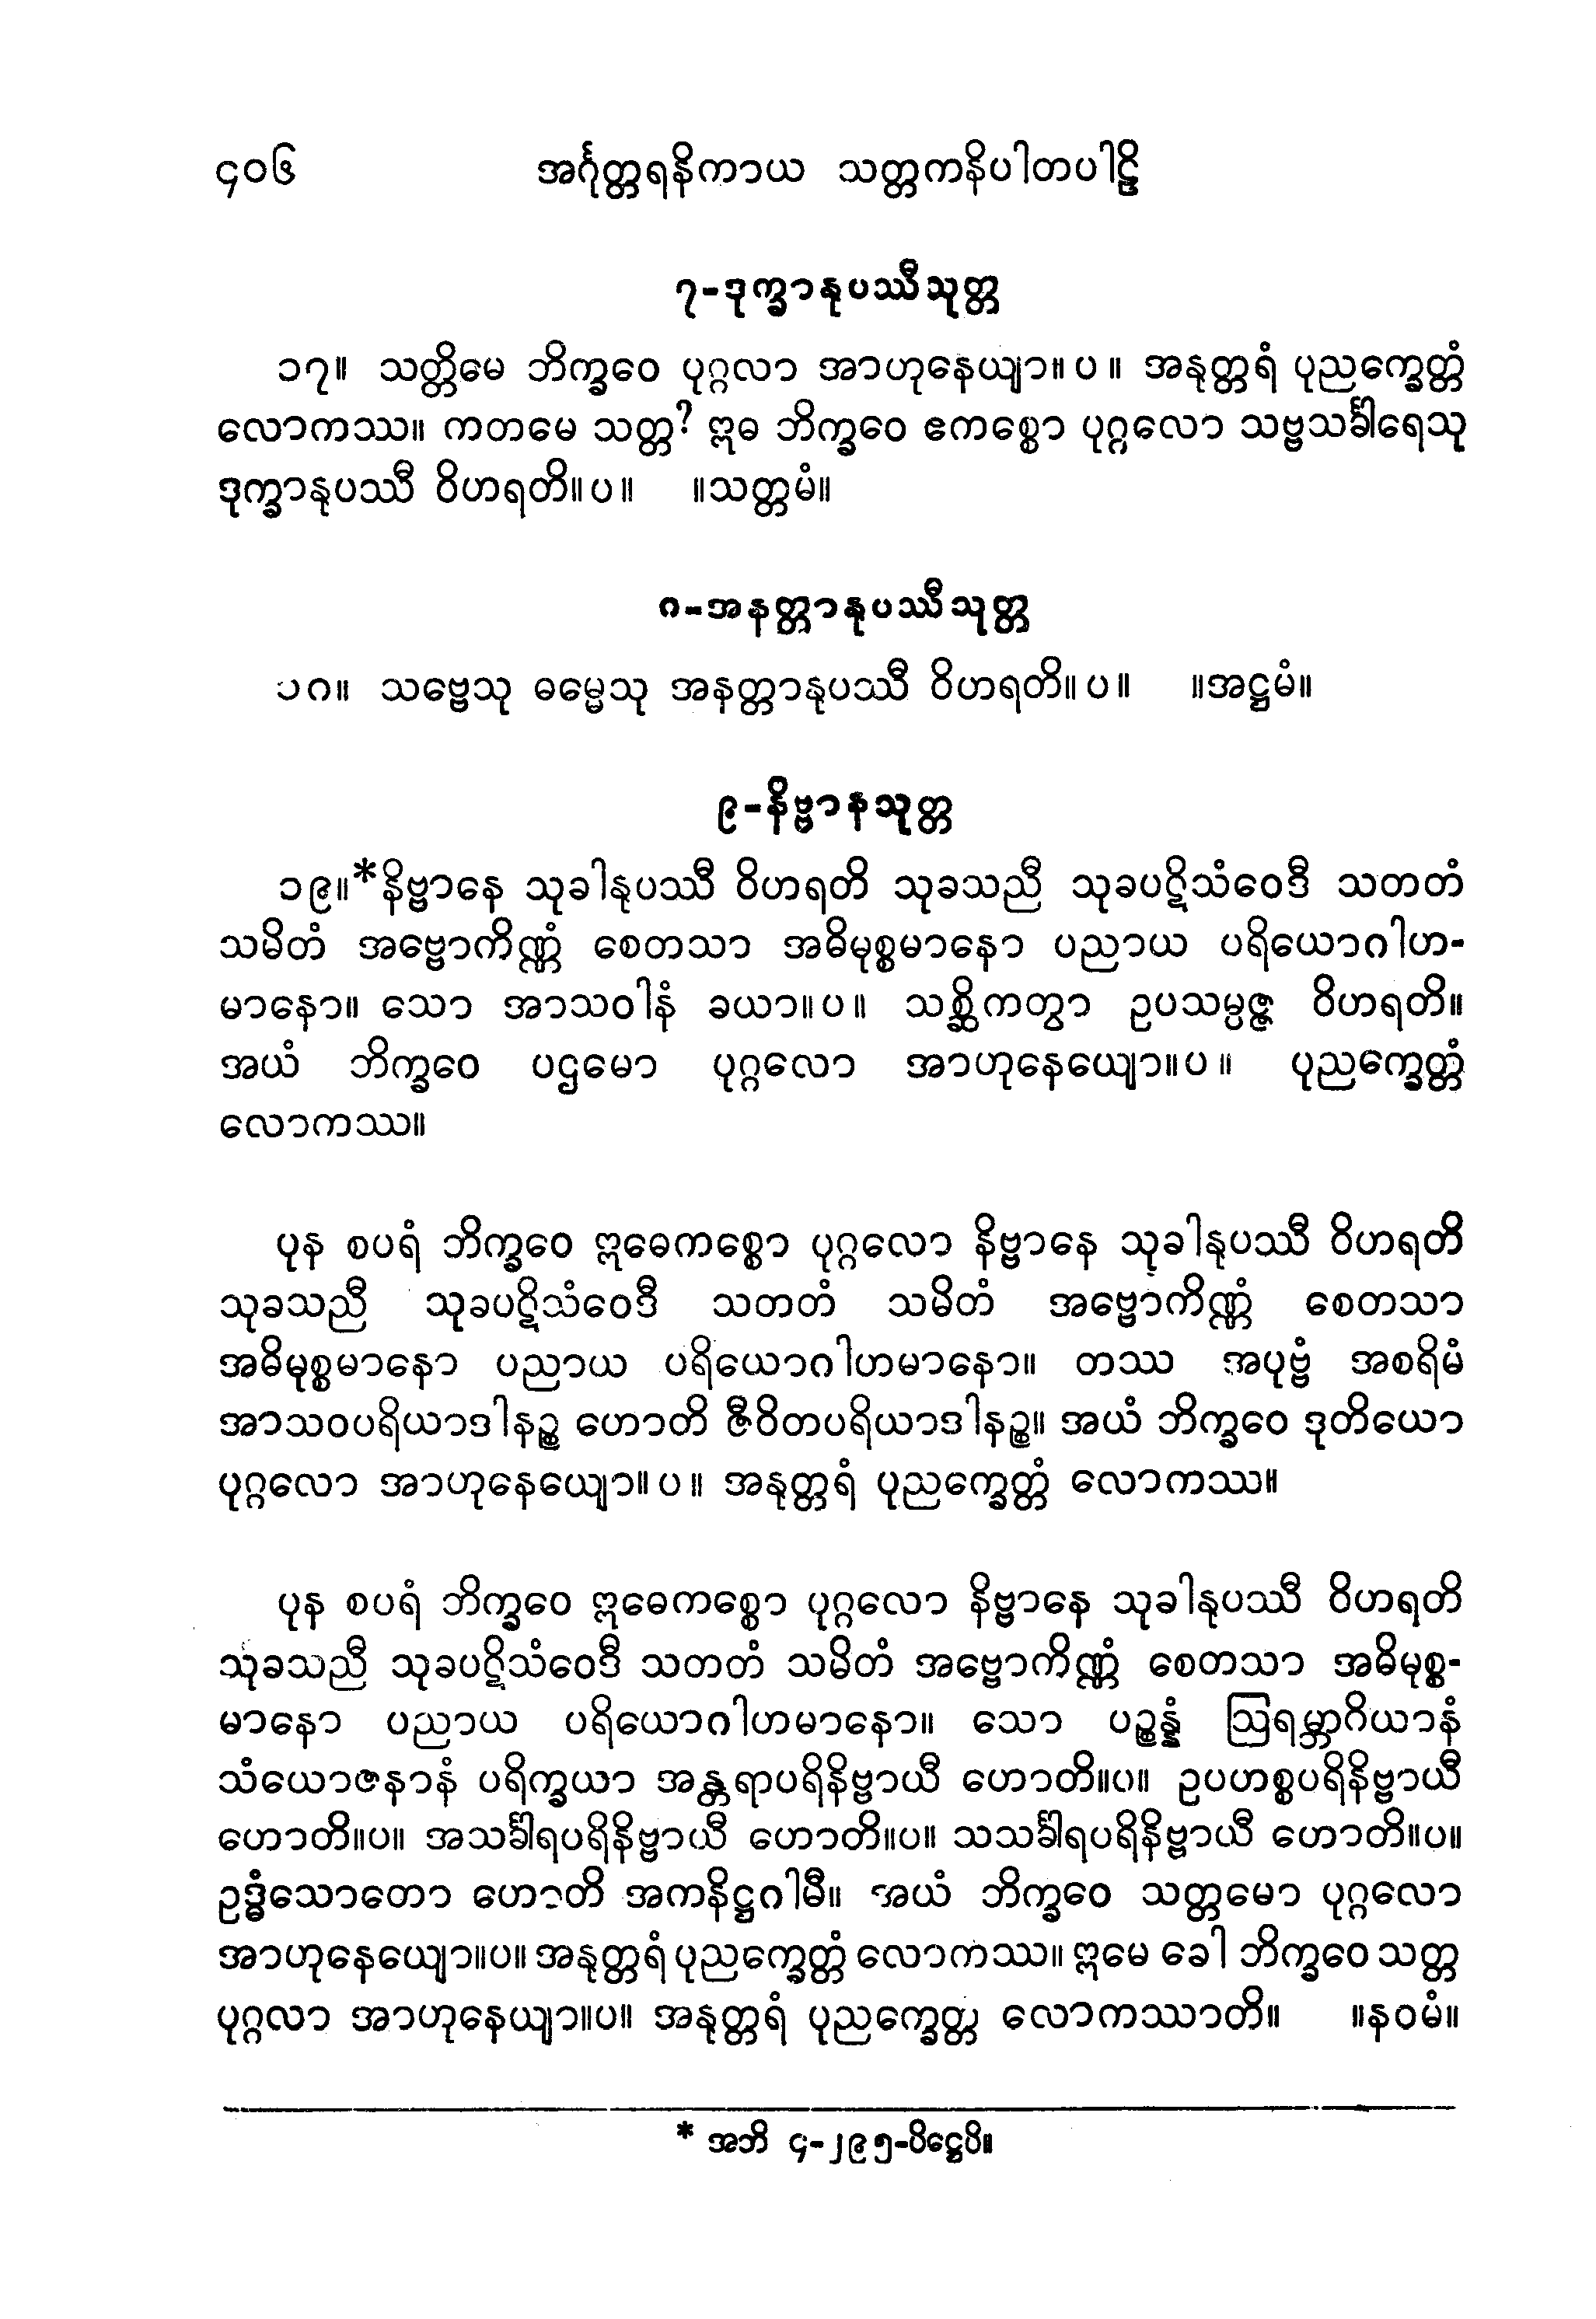 ၄၀၆ အင်္ဂုတ္တရနိကာယ သတ္တကနိပါတပါဠိ
၇-ဒုက္ခာနုပဿီသုတ္တ
၁၇။ သတ္တိမေ ဘိက္ခဝေ ပုဂ္ဂလာ အာဟုနေယျာ။ပ။ အနုတ္တရံ ပုညက္ခေတ္တံ
လောကဿ။ ကတမေ သတ္တ? ဣဓ ဘိက္ခဝေ ဧကစ္စော ပုဂ္ဂလော သဗ္ဗသင်္ခါရေသု
ဒုက္ခာနုပဿီ ဝိဟရတိ။ပ။ ။သတ္တမံ။
၈-အနတ္တာနုပဿီသုတ္တ
၁၈။ သဗ္ဗေသု ဓမ္မေသု အနတ္တာနုပဿီ ဝိဟရတိ။ပ။ ။အဋ္ဌမံ။
၉-နိဗ္ဗာနသုတ္တ
၁၉။*နိဗ္ဗာနေ သုခါနုပဿီ ဝိဟရတိ သုခသညီ သုခပဋိသံဝေဒီ သတတံ
သမိတံ အဗ္ဗောကိဏ္ဏံ စေတသာ အဓိမုစ္စမာနော ပညာယ ပရိယောဂါဟ-
မာနော။ သော အာသဝါနံ ခယာ။ပ။ သစ္ဆိကတွာ ဥပသမ္ပဇ္ဇ ဝိဟရတိ။
အယံ ဘိက္ခဝေ ပဌမော ပုဂ္ဂလော အာဟုနေယျော။ပ။ ပုညက္ခေတ္တံ
လောကဿ။
ပုန စပရံ ဘိက္ခဝေ ဣဓေကစ္စော ပုဂ္ဂလော နိဗ္ဗာနေ သုခါနုပဿီ ဝိဟရတိ
သုခသညီ သုခပဋိသံဝေဒီ သတတံ သမိတံ အဗ္ဗောကိဏ္ဏံ စေတသာ
အဓိမုစ္စမာနော ပညာယ ပရိယောဂါဟမာနော။ တဿ အပုဗ္ဗံ အစရိမံ
အာသဝပရိယာဒါနဉ္စ ဟောတိ ဇီဝိတပရိယာဒါနဉ္စ။ အယံ ဘိက္ခဝေ ဒုတိယော
ပုဂ္ဂလော အာဟုနေယျော။ပ။ အနုတ္တရံ ပုညက္ခေတ္တံ လောကဿ။
ပုန စပရံ ဘိက္ခဝေ ဣဓေကစ္စော ပုဂ္ဂလော နိဗ္ဗာနေ သုခါနုပဿီ ဝိဟရတိ
သုခသညီ သုခပဋိသံဝေဒီ သတတံ သမိတံ အဗ္ဗောကိဏ္ဏံ စေတသာ အဓိမုစ္စ-
မာနော ပညာယ ပရိယောဂါဟမာနော။ သော ပဉ္စန္နံ ဩရမ္ဘာဂိယာနံ
သံယောဇနာနံ ပရိက္ခယာ အန္တရာပရိနိဗ္ဗာယီ ဟောတိ။ပ။ ဥပဟစ္စပရိနိဗ္ဗာယီ
ဟောတိ။ပ။ အသင်္ခါရပရိနိဗ္ဗာယီ ဟောတိ။ပ။ သသင်္ခါရပရိနိဗ္ဗာယီ ဟောတိ။ပ။
ဥဒ္ဓံသောတော ဟောတိ အကနိဋ္ဌဂါမီ။ အယံ ဘိက္ခဝေ သတ္တမော ပုဂ္ဂလော
အာဟုနေယျော။ပ။ အနုတ္တရံ ပုညက္ခေတ္တံ လောကဿ။ ဣမေ ခေါ ဘိက္ခဝေ သတ္တ
ပုဂ္ဂလာ အာဟုနေယျာ။ပ။ အနုတ္တရံ ပုညက္ခေတ္တ လောကဿာတိ။ ။နဝမံ။
* အဘိ ၄-၂၉၅-ပိဋ္ဌေပိ။